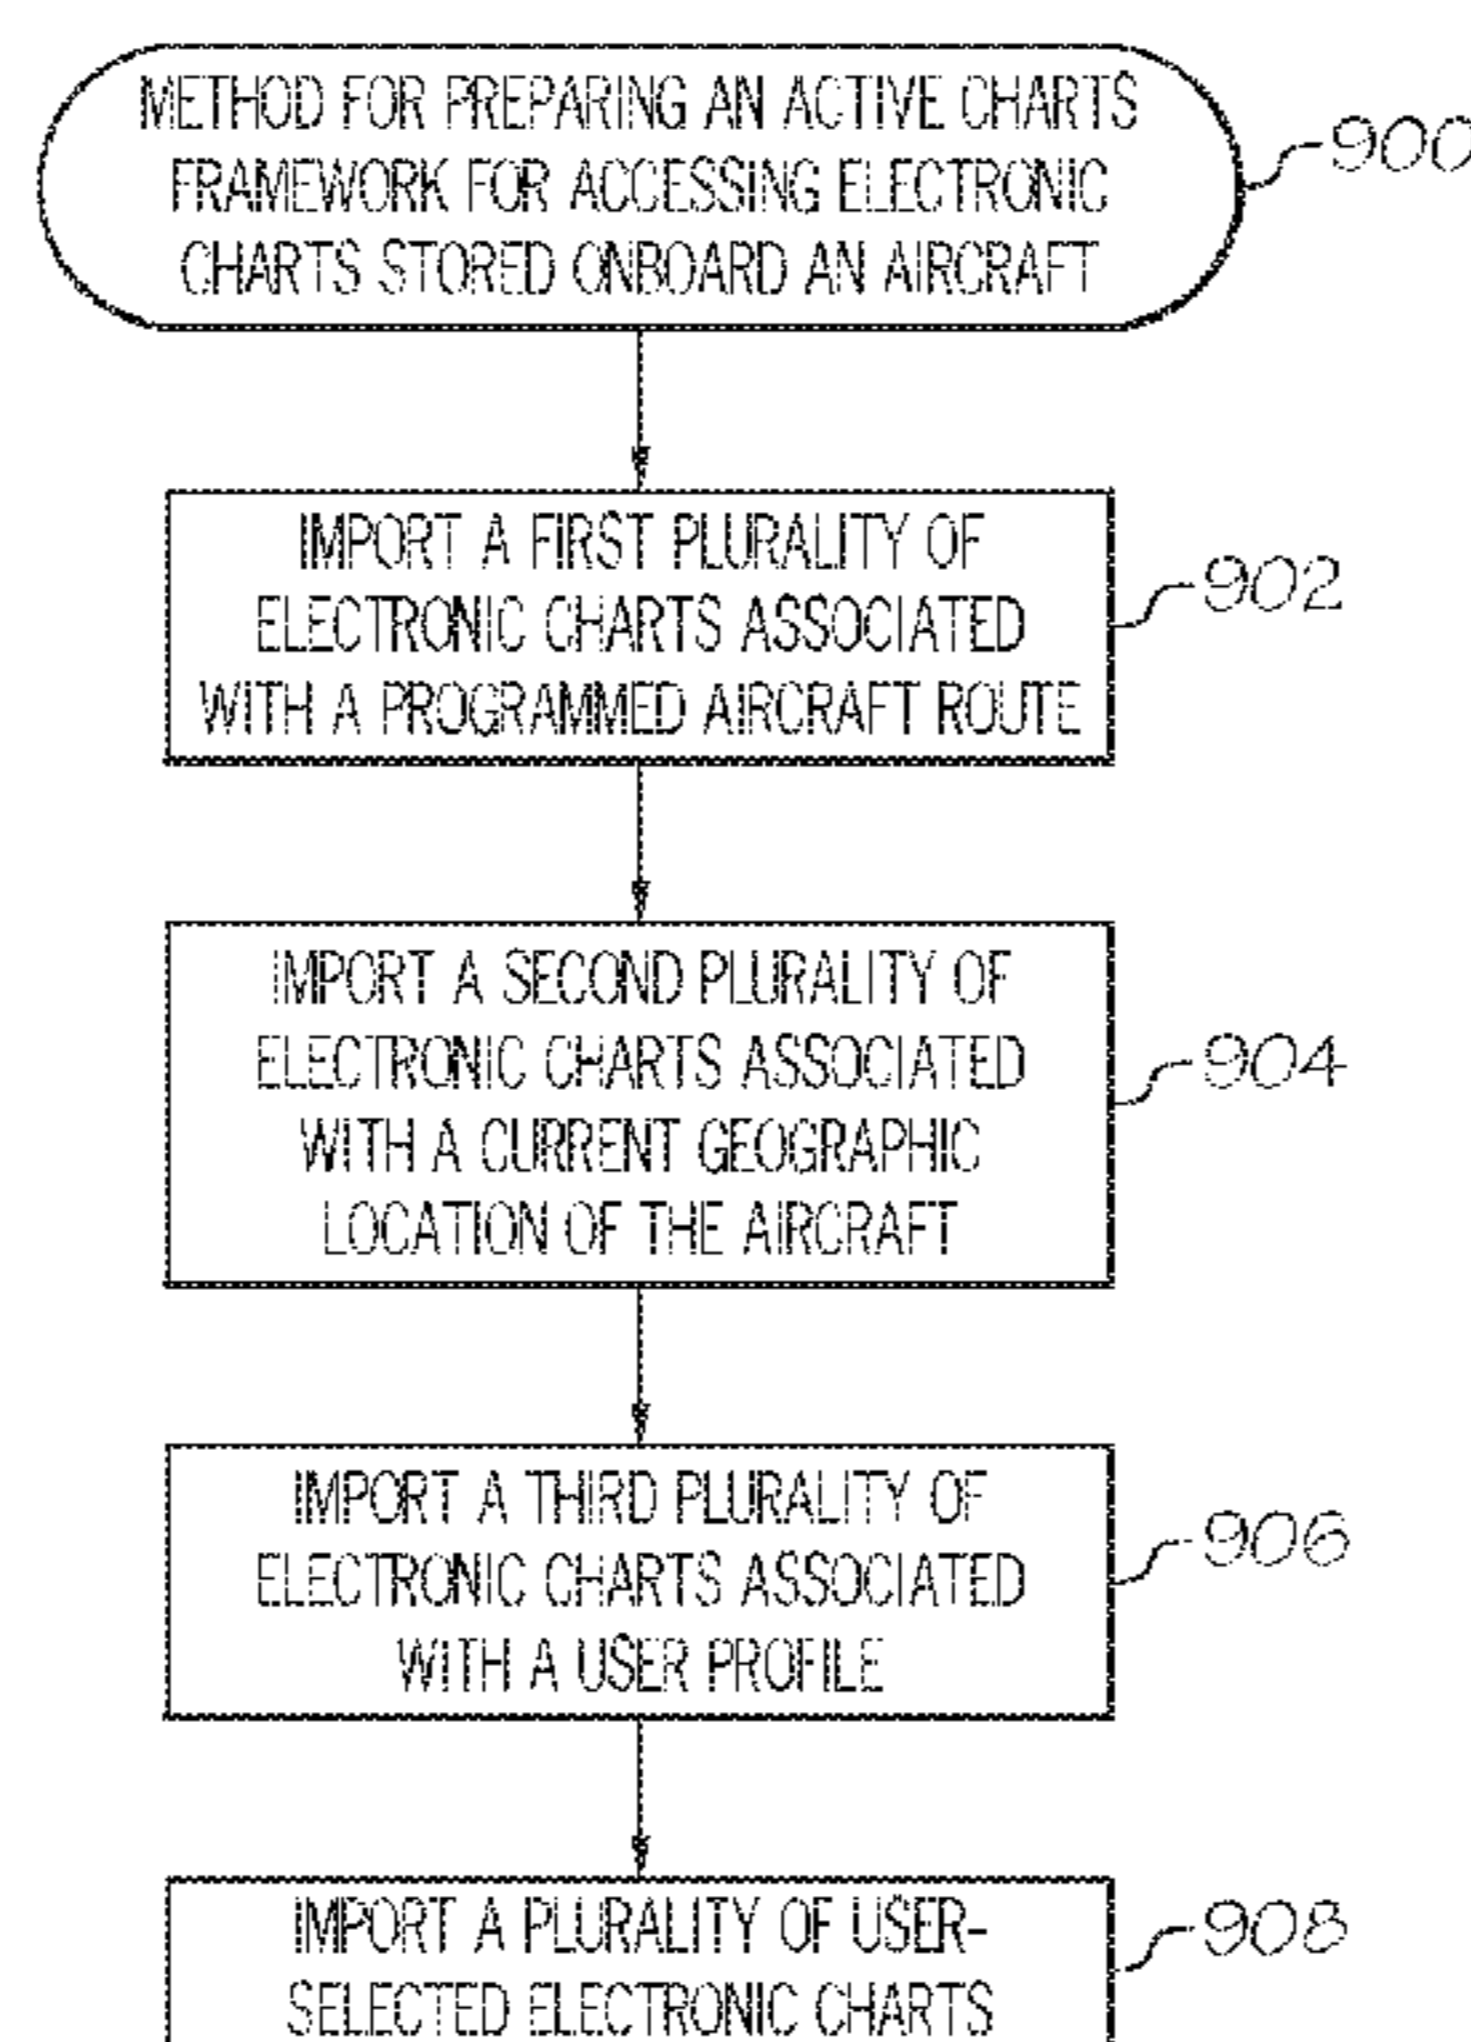 METHOD FOR PREPARING AN ACTIVE CHARTS
FRAMEWORK FOR ACCESSING ELECTRONIC
CHARTS STORED ONBOARD AN AIRCRAFT
900
IMPORT A FIRST PLURALITY OF
ELECTRONIC CHARTS ASSOCIATED
WITH A PROGRAMMED AIRCRAFT ROUTE
902
IMPORT A SECOND PLURALITY OF
ELECTRONIC CHARTS ASSOCIATED
WITH A CURRENT GEOGRAPHIC
LOCATION OF THE AIRCRAFT
904
IMPORT A THIRD PLURALITY OF
ELECTRONIC CHARTS ASSOCIATED
WITH A USER PROFILE
906
IMPORT A PLURALITY OF USER-
SELECTED ELECTRONIC CHARTS
908